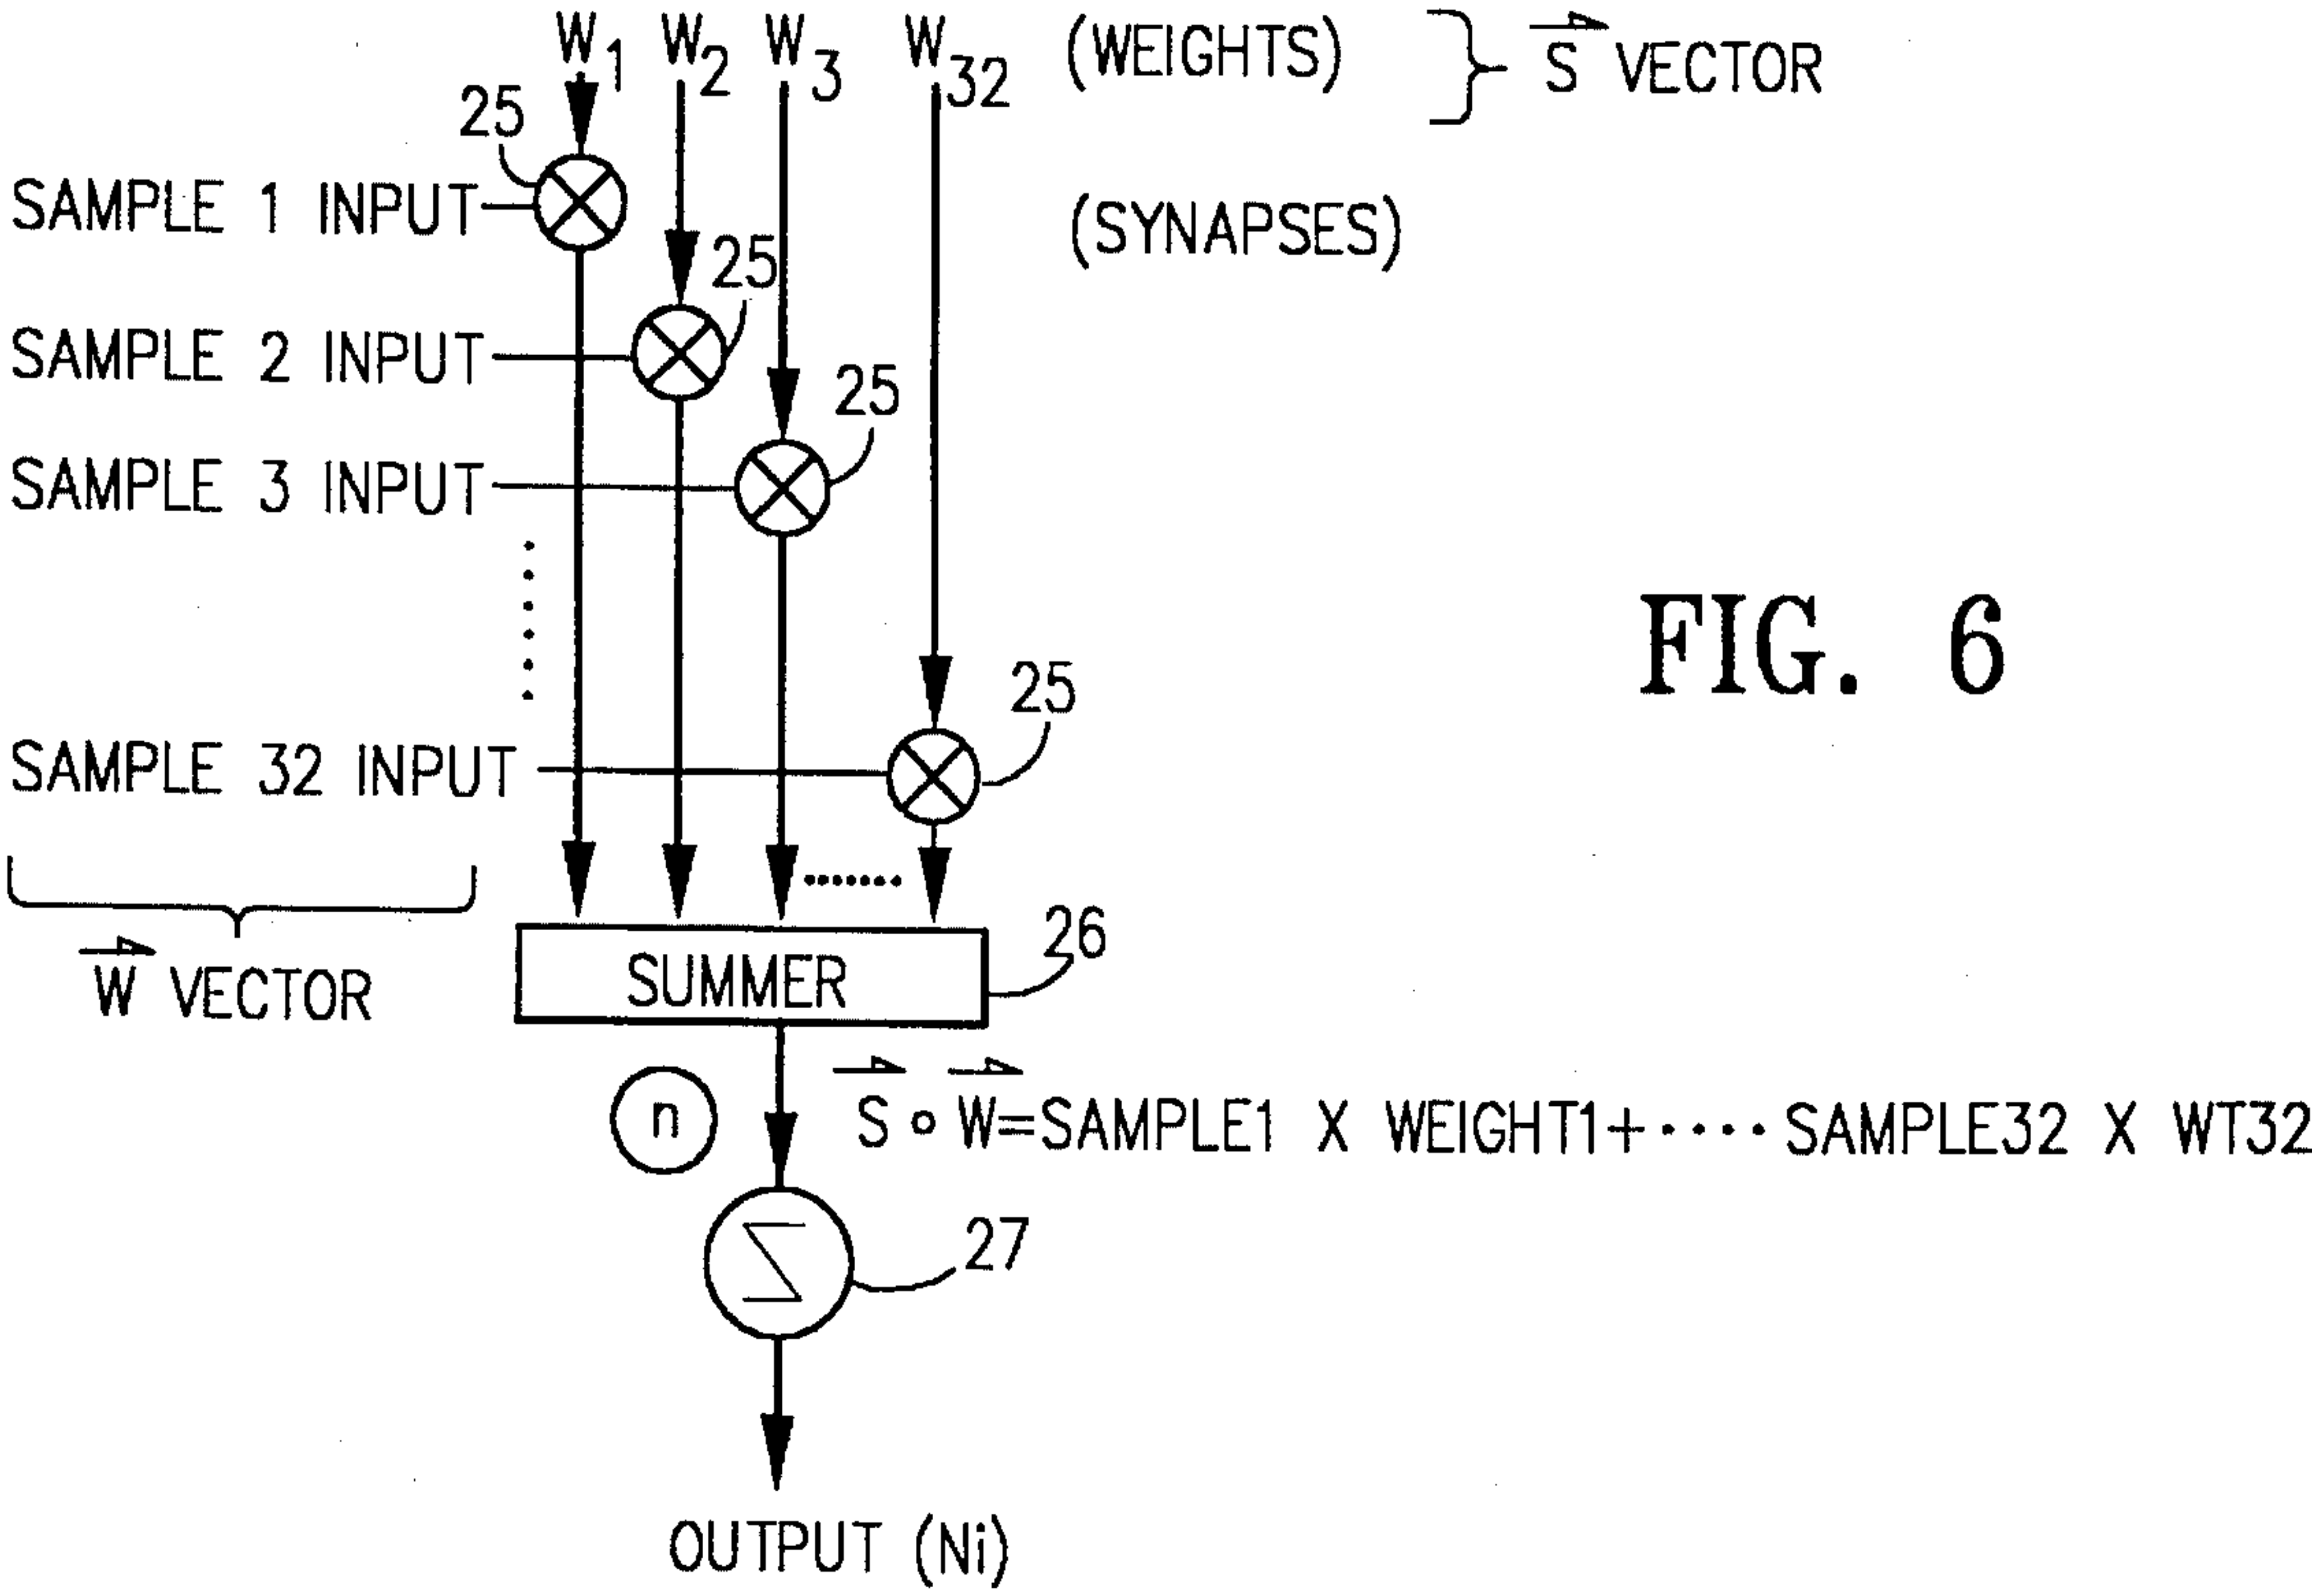 W1 W2 W3 W32 (WEIGHTS) S VECTOR
25
SAMPLE 1 INPUT (SYNAPSES)
25
SAMPLE 2 INPUT
25
SAMPLE 3 INPUT
FIG. 6
25
SAMPLE 32 INPUT
W VECTOR
SUMMER 26
n S∘W=SAMPLE1 X WEIGHT1+····SAMPLE32 X WT32
Σ 27
OUTPUT (Ni)